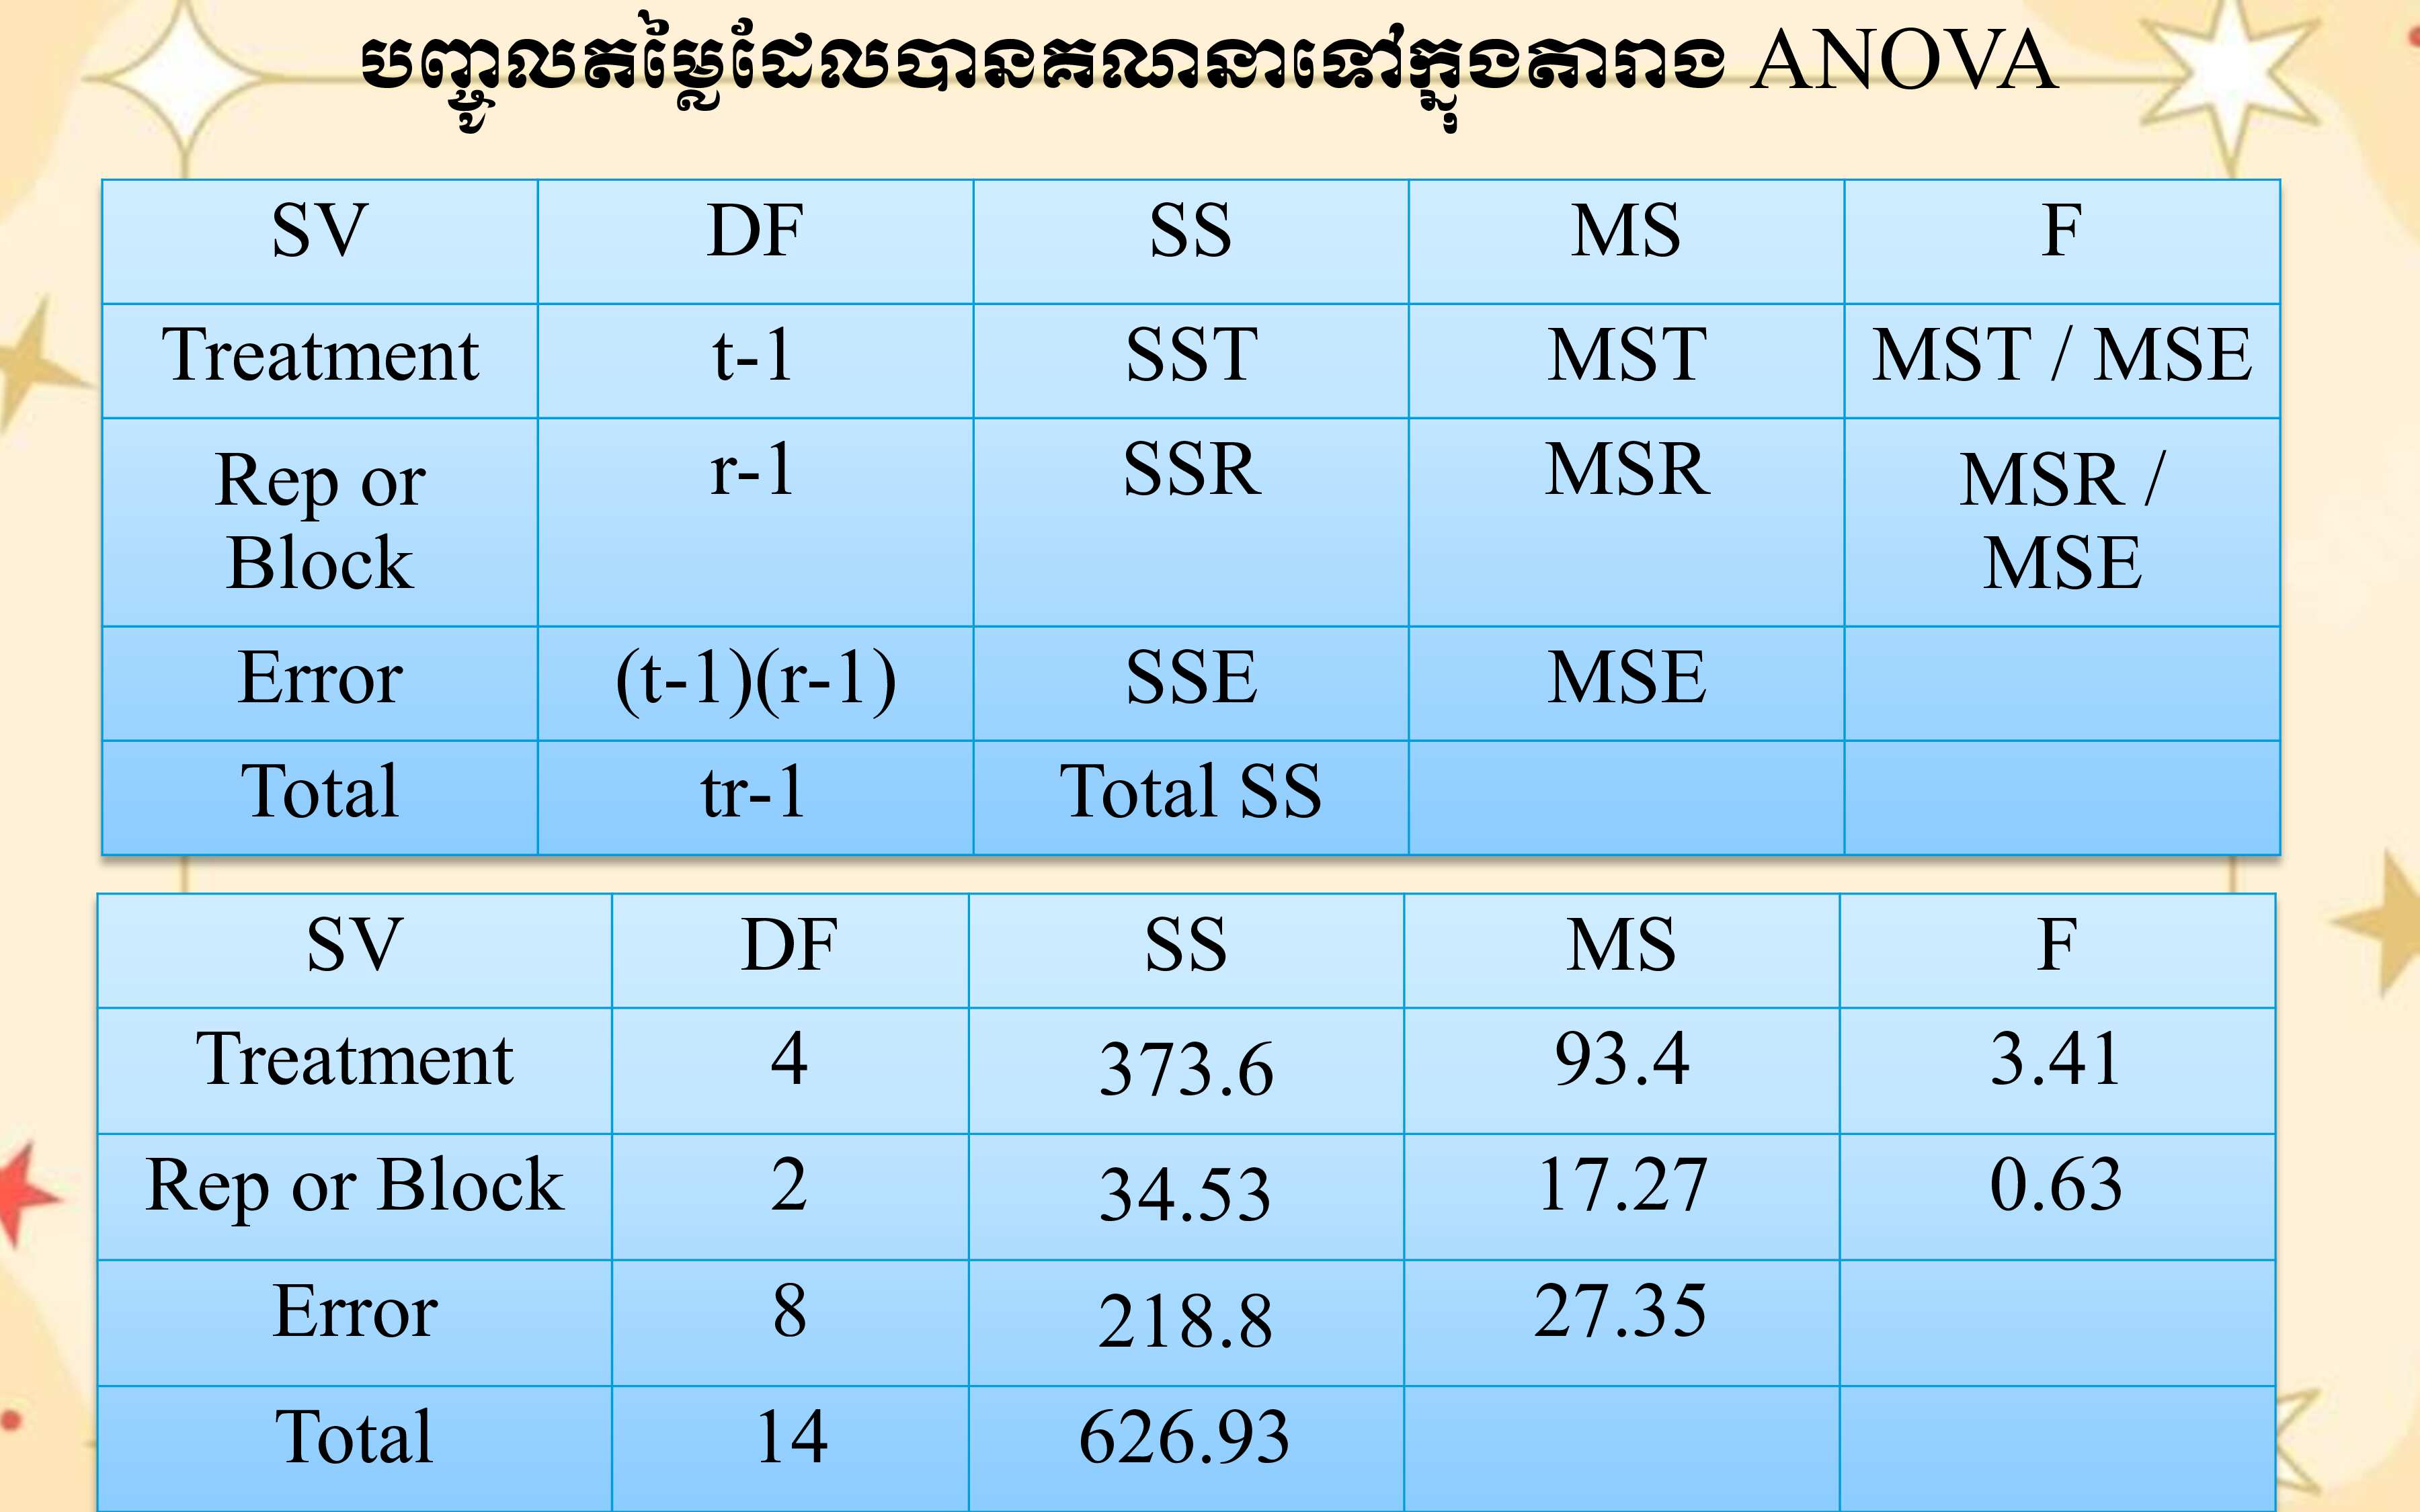 បញ្ចូលតម្លៃដែលបានគណនាទៅក្នុងតារាង ANOVA
SV DF SS MS F
Treatment t-1 SST MST MST / MSE
Rep or Block r-1 SSR MSR MSR / MSE
Error (t-1)(r-1) SSE MSE
Total tr-1 Total SS
SV DF SS MS F
Treatment 4 373.6 93.4 3.41
Rep or Block 2 34.53 17.27 0.63
Error 8 218.8 27.35
Total 14 626.93